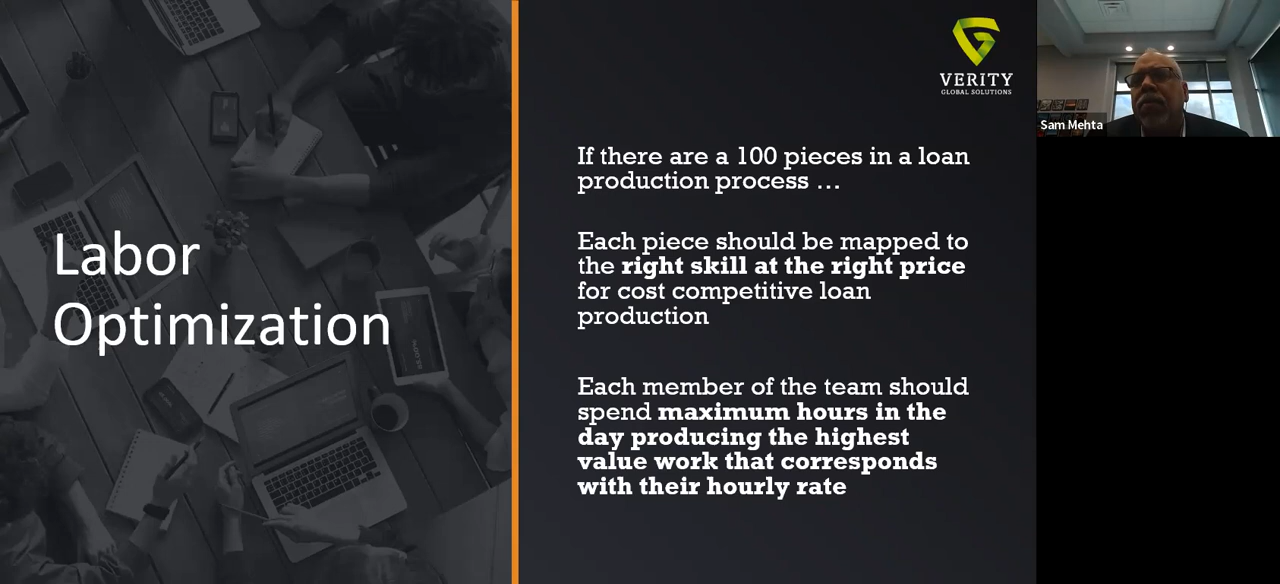 Labor
Optimization
VERITY
GLOBAL SOLUTIONS
If there are a 100 pieces in a loan
production process …
Each piece should be mapped to
the right skill at the right price
for cost competitive loan
production
Each member of the team should
spend maximum hours in the
day producing the highest
value work that corresponds
with their hourly rate
Sam Mehta